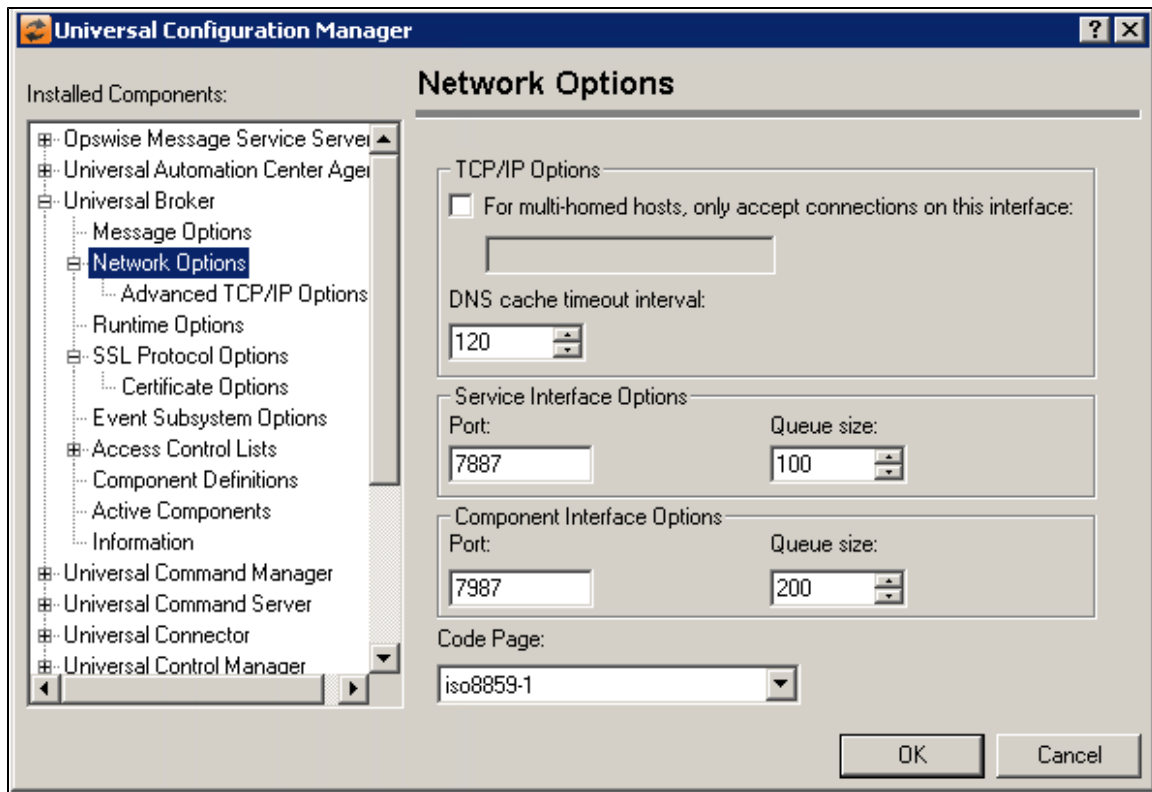 Universal Configuration Manager
Installed Components:
Opswise Message Service Server
Universal Automation Center Agen
Universal Broker
Message Options
Network Options
Advanced TCP/IP Options
Runtime Options
SSL Protocol Options
Certificate Options
Event Subsystem Options
Access Control Lists
Component Definitions
Active Components
Information
Universal Command Manager
Universal Command Server
Universal Connector
Universal Control Manager
Network Options
TCP/IP Options
For multi-homed hosts, only accept connections on this interface:
DNS cache timeout interval:
120
Service Interface Options
Port: Queue size:
7887 100
Component Interface Options
Port: Queue size:
7987 200
Code Page:
iso8859-1
OK Cancel